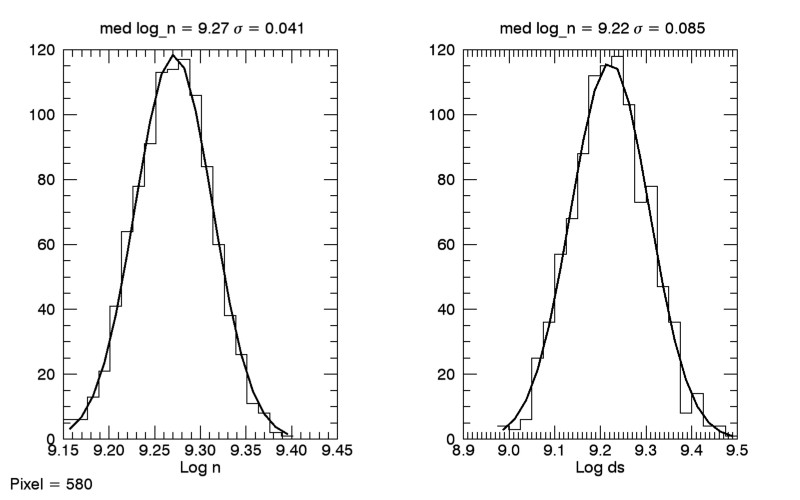 med log_n = 9.27 σ = 0.041
med log_n = 9.22 σ = 0.085
120
100
80
60
40
20
0
9.15 9.20 9.25 9.30 9.35 9.40 9.45
Log n
120
100
80
60
40
20
0
8.9 9.0 9.1 9.2 9.3 9.4 9.5
Log ds
Pixel = 580